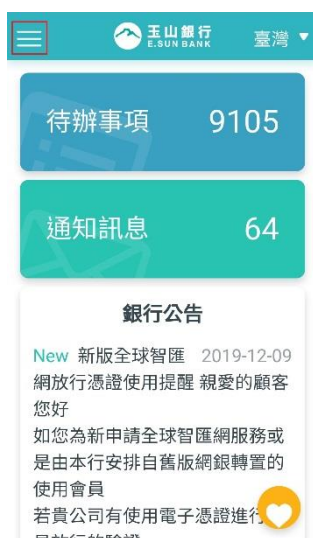 玉山銀行
E.SUN BANK
臺灣
待辦事項 9105
通知訊息 64
銀行公告
New 新版全球智匯 2019-12-09
網放行憑證使用提醒 親愛的顧客
您好
如您為新申請全球智匯網服務或
是由本行安排自舊版網銀轉置的
使用會員
若貴公司有使用電子憑證進行